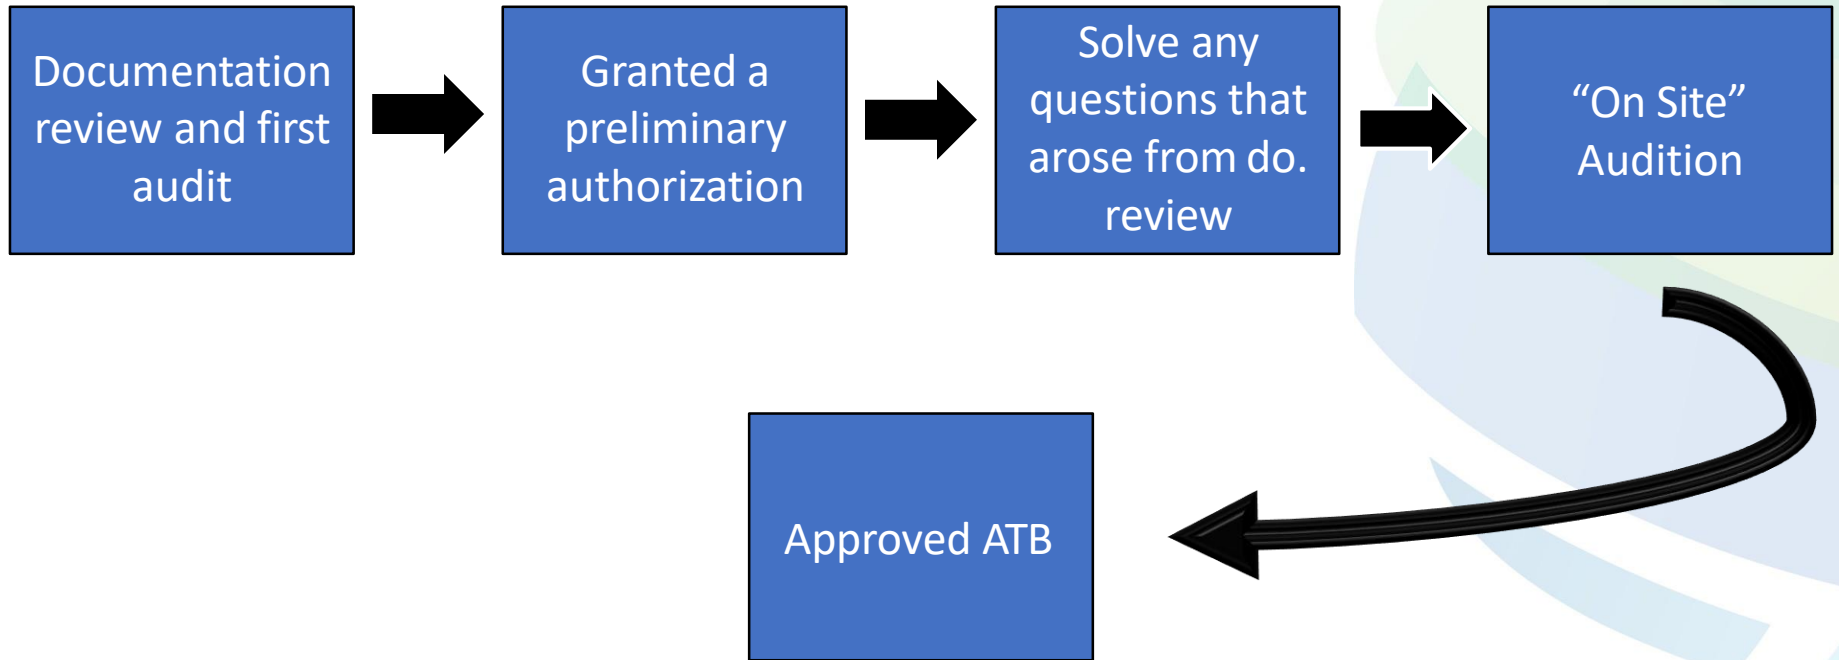 Documentation
review and first
audit
Granted a
preliminary
authorization
Solve any
questions that
arose from do.
review
“On Site”
Audition
Approved ATB